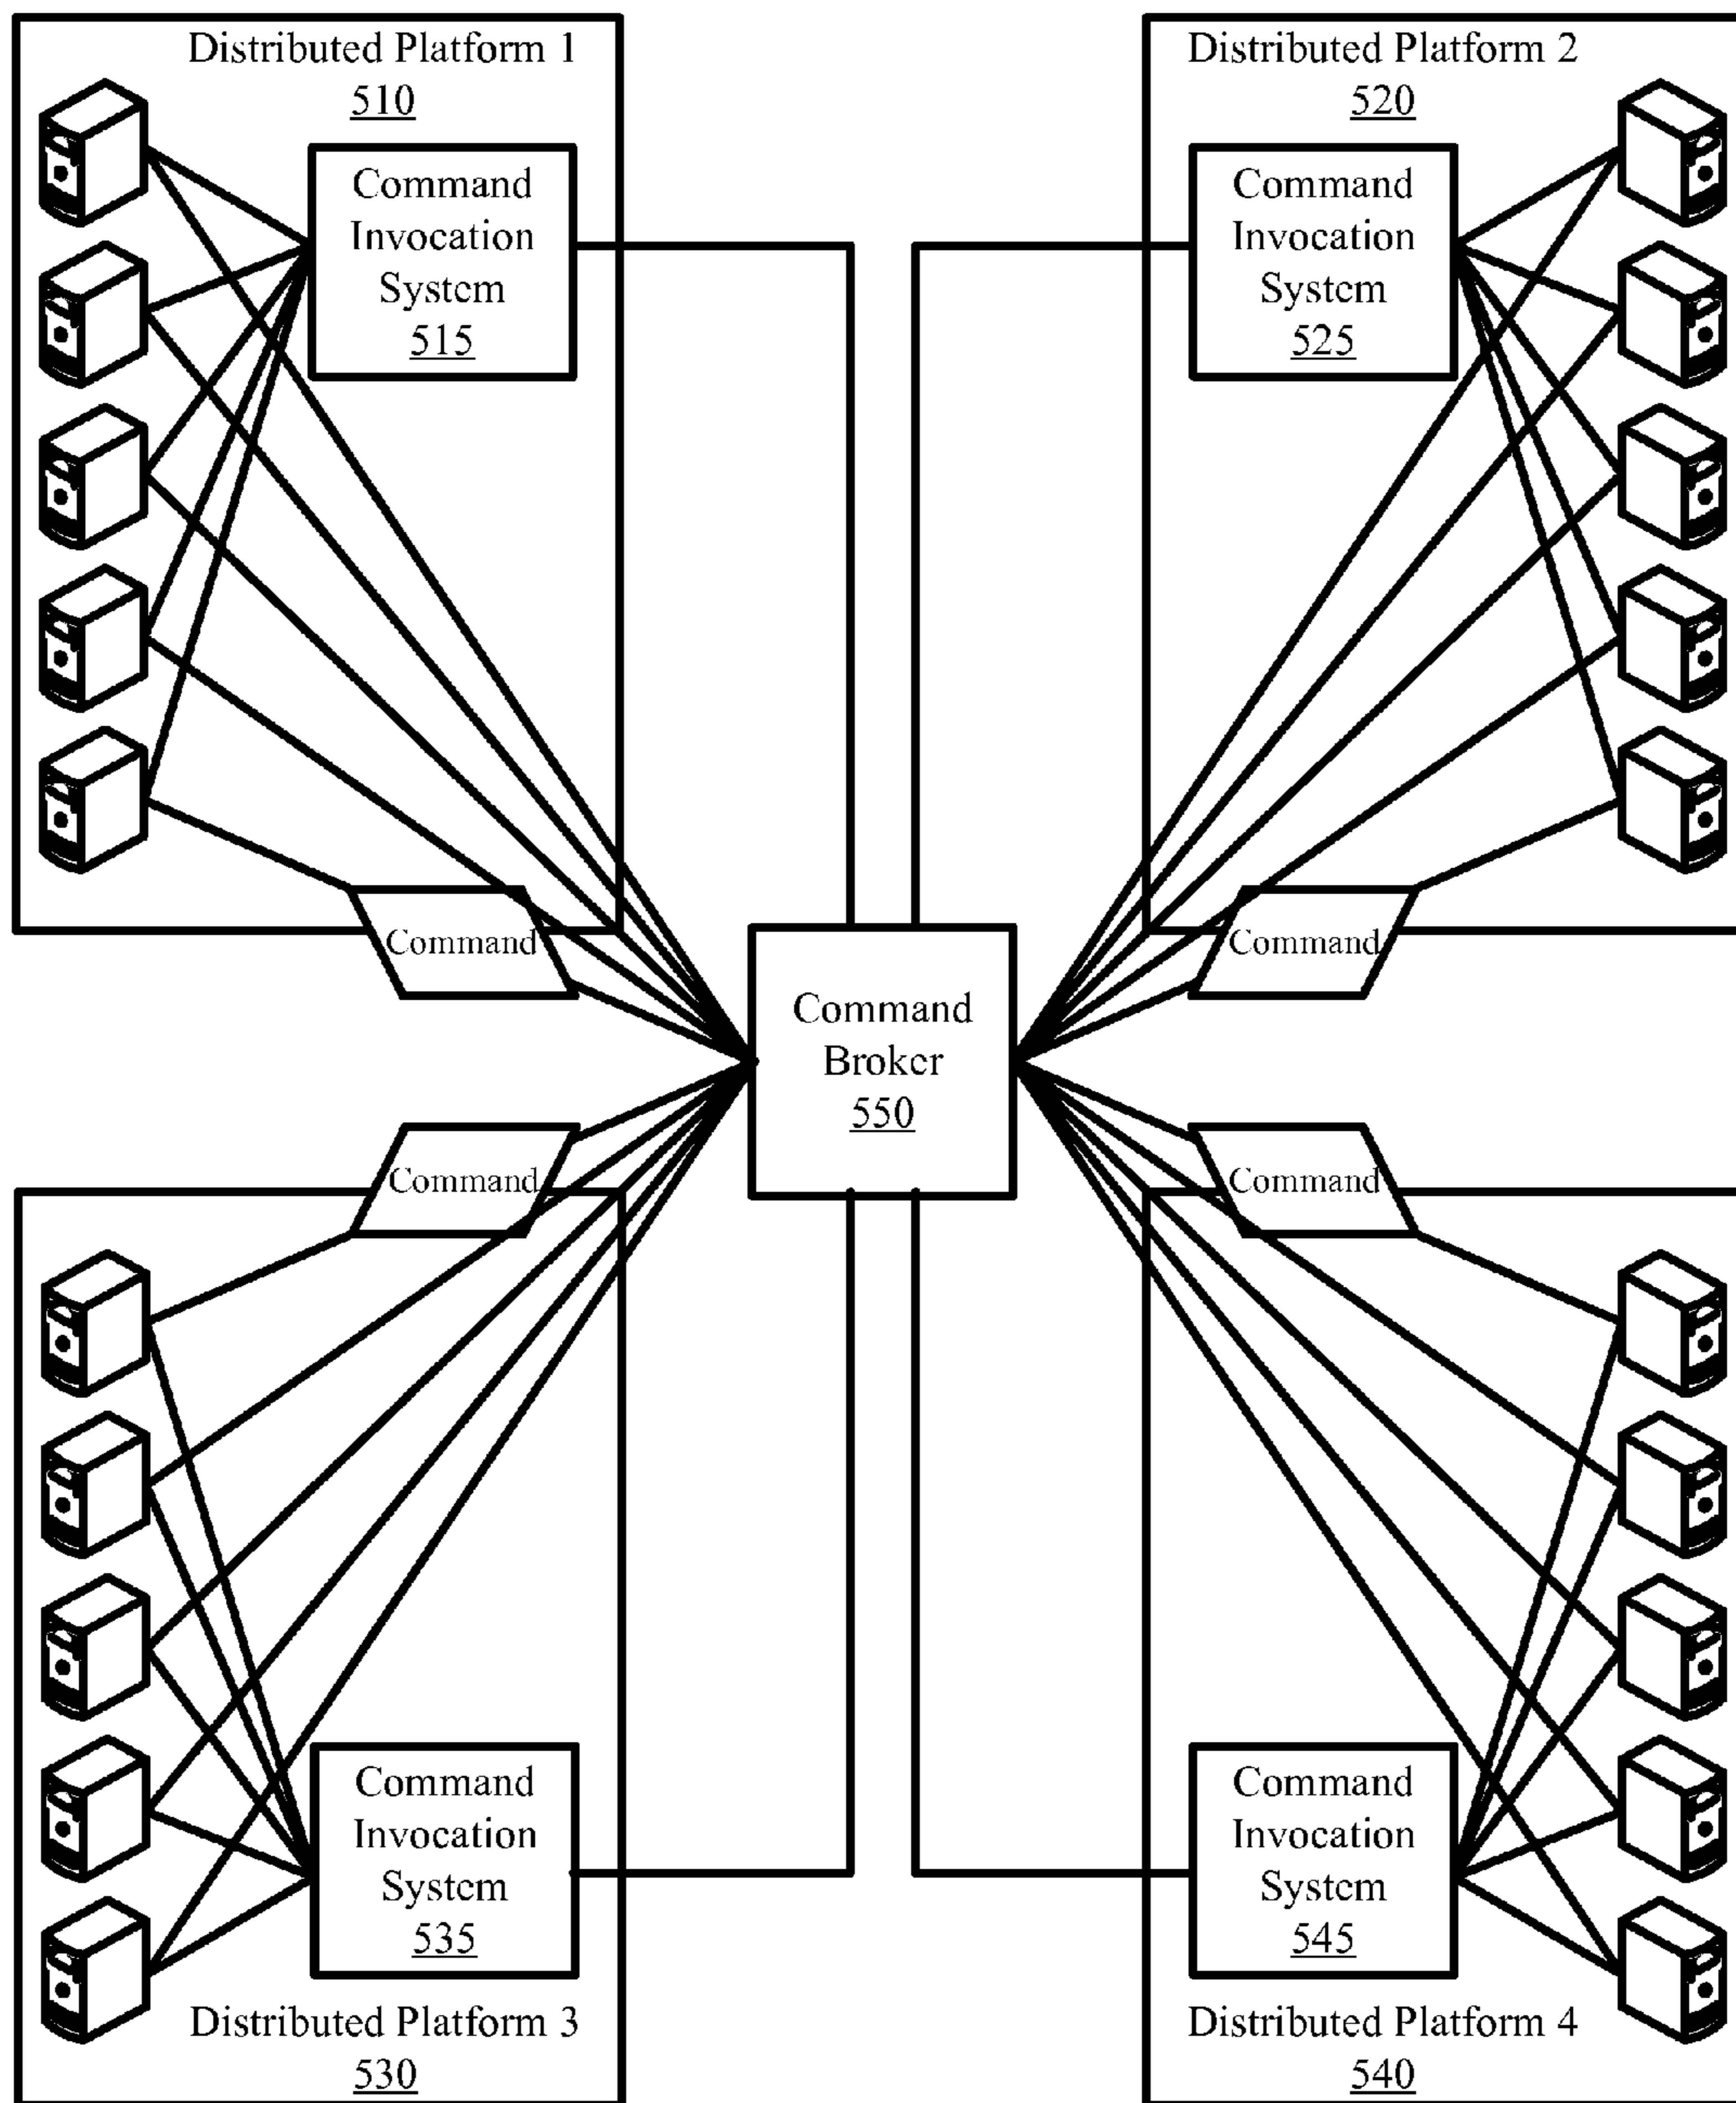 Distributed Platform 1
510
Command
Invocation
System
515
Distributed Platform 2
520
Command
Invocation
System
525
Command
Command
Command
Broker
550
Command
Command
Command
Invocation
System
535
Distributed Platform 3
530
Command
Invocation
System
545
Distributed Platform 4
540